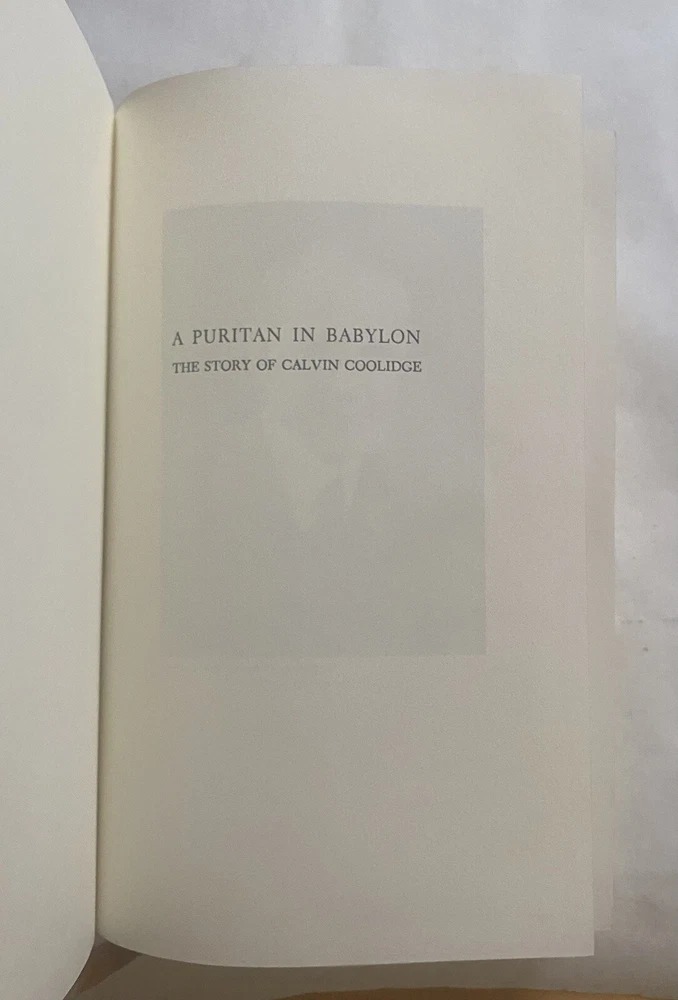 A PURITAN IN BABYLON
THE STORY OF CALVIN COOLIDGE